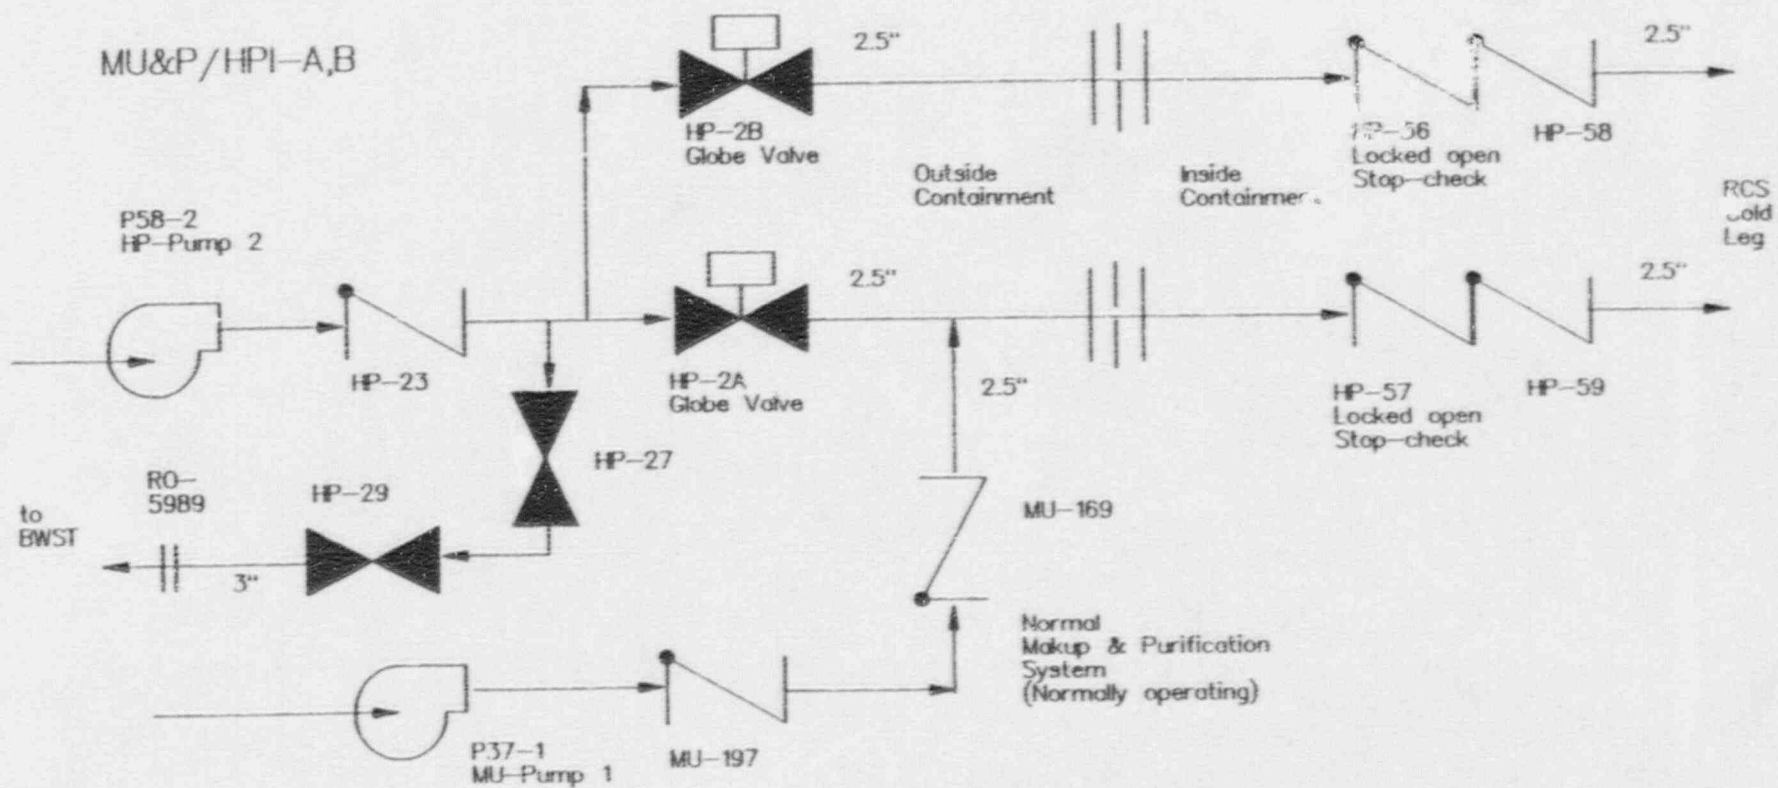 MU&P/HPI-A,B
2.5"
2.5"
HP-2B
Globe Valve
HP-56
Locked open
Stop-check
HP-58
Outside
Containment
Inside
RCS
Leg
P58-2
HP-Pump 2
2.5"
2.5"
HP-23
HP-2A
Globe Valve
2.5"
HP-57
Locked open
Stop-check
HP-59
HP-27
RO-
5989
HP-29
to
BWST
3"
MU-169
Normal
Makup & Purification
System
(Normally operating)
P37-1
MU-Pump 1
MU-197